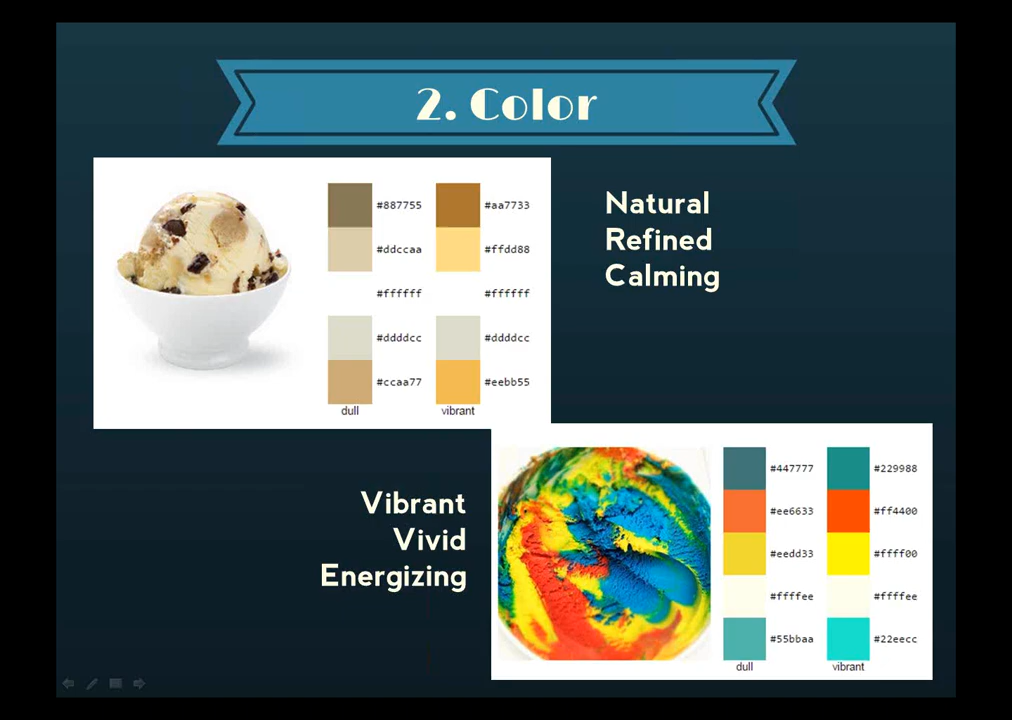 2. Color
#887755 #aa7733
#ddccaa #ffdd88
#ffffff #ffffff
#ddddcc #ddddcc
#ccaa77 #eebb55
dull vibrant
Natural
Refined
Calming
Vibrant
Vivid
Energizing
#447777 #229988
#ee6633 #ff4400
#eedd33 #ffff00
#ffffee #ffffee
#55bbaa #22eecc
dull vibrant